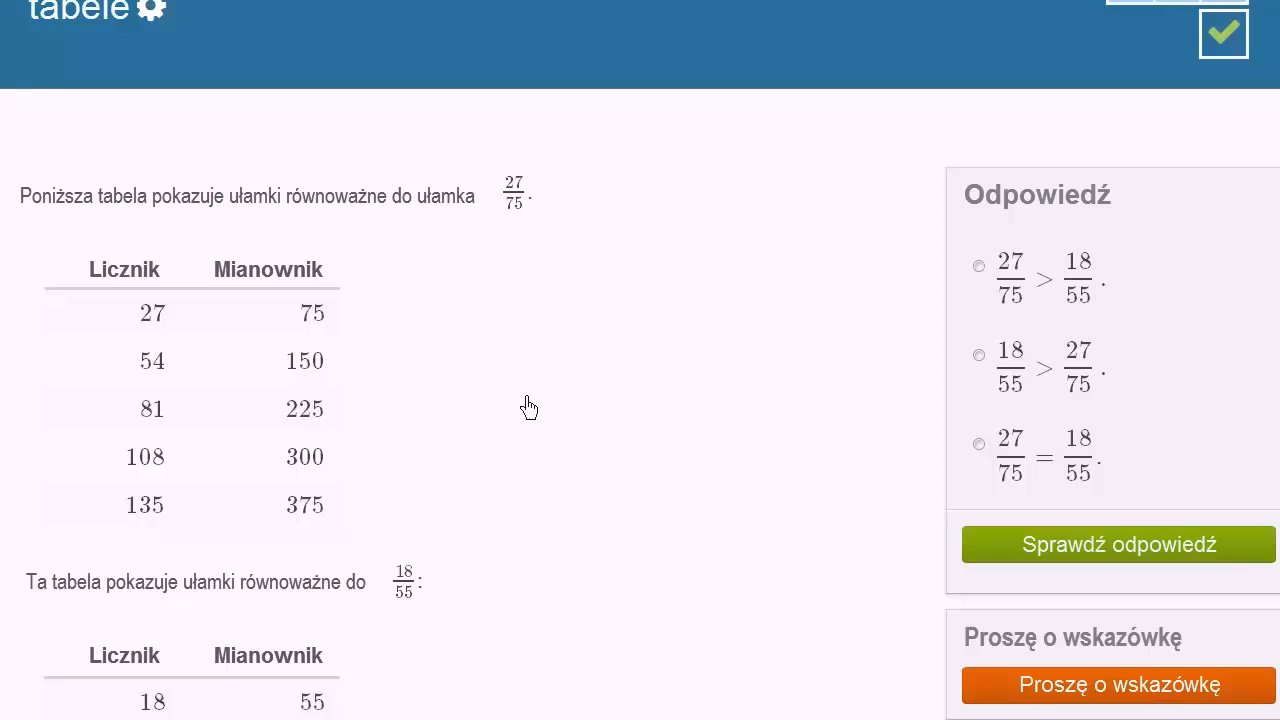 tabele
Poniższa tabela pokazuje ułamki równoważne do ułamka 27/75.
Licznik Mianownik
27 75
54 150
81 225
108 300
135 375
Ta tabela pokazuje ułamki równoważne do 18/55:
Licznik Mianownik
18 55
Odpowiedź
27/75 > 18/55.
18/55 > 27/75.
27/75 = 18/55.
Sprawdź odpowiedź
Proszę o wskazówkę
Proszę o wskazówkę